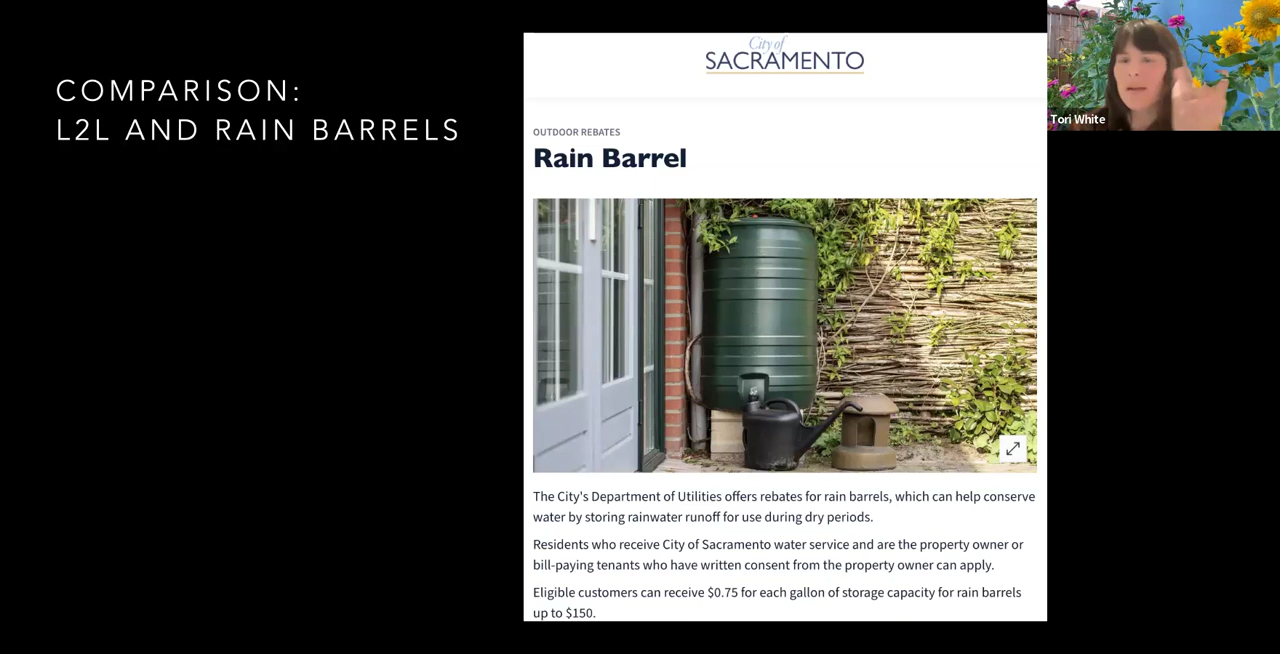 COMPARISON:
L2L AND RAIN BARRELS
City of
SACRAMENTO
OUTDOOR REBATES
Rain Barrel
The City's Department of Utilities offers rebates for rain barrels, which can help conserve
water by storing rainwater runoff for use during dry periods.
Residents who receive City of Sacramento water service and are the property owner or
bill-paying tenants who have written consent from the property owner can apply.
Eligible customers can receive $0.75 for each gallon of storage capacity for rain barrels
up to $150.
Tori White